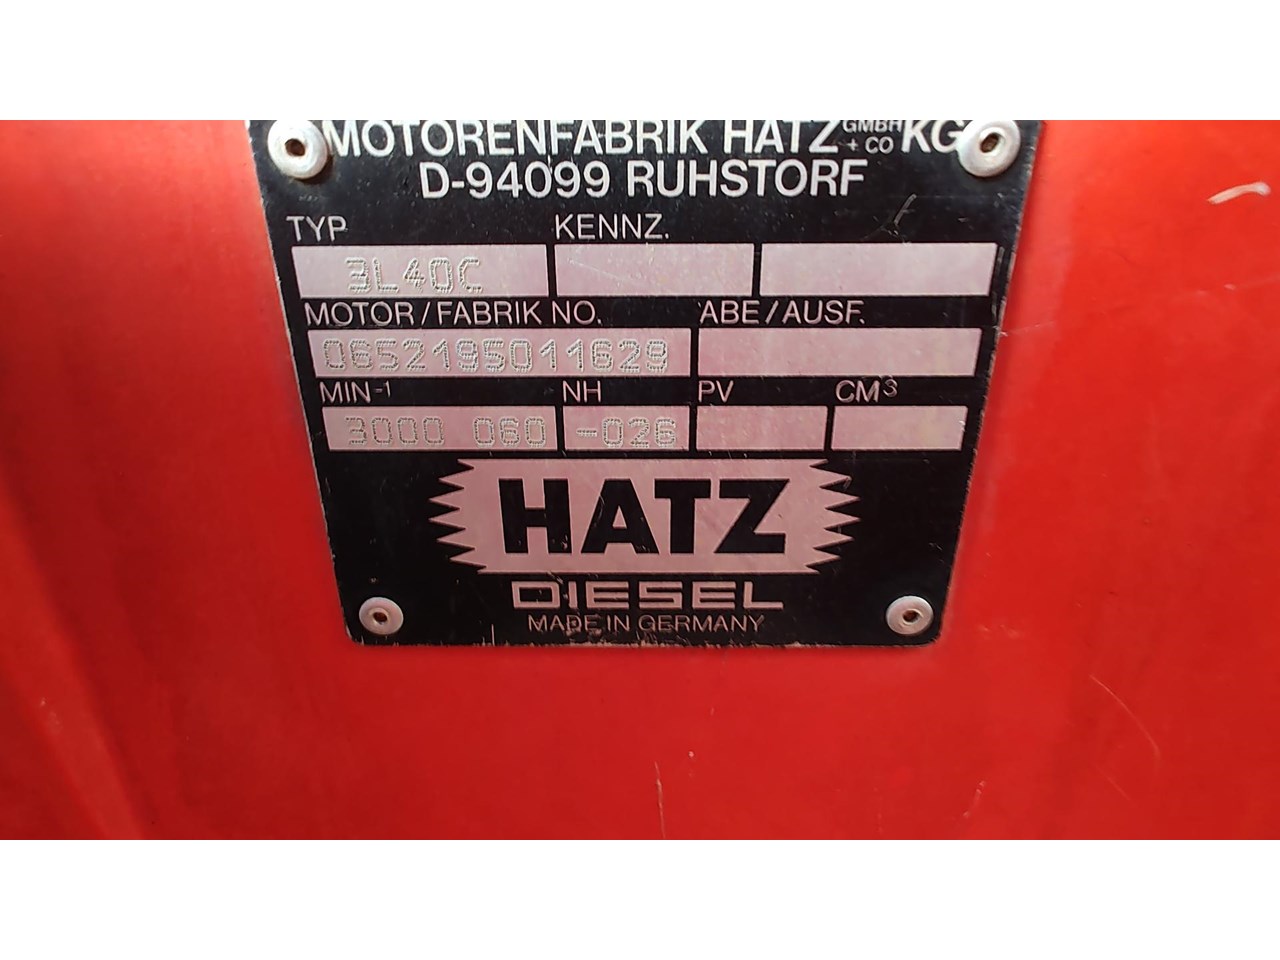 MOTORENFABRIK HATZ GMBH + CO KG
D-94099 RUHSTORF
TYP KENNZ.
3L40C
MOTOR/FABRIK NO. ABE/AUSF.
0652195011629
MIN-1 NH PV CM3
3000 060 -026
HATZ
DIESEL
MADE IN GERMANY